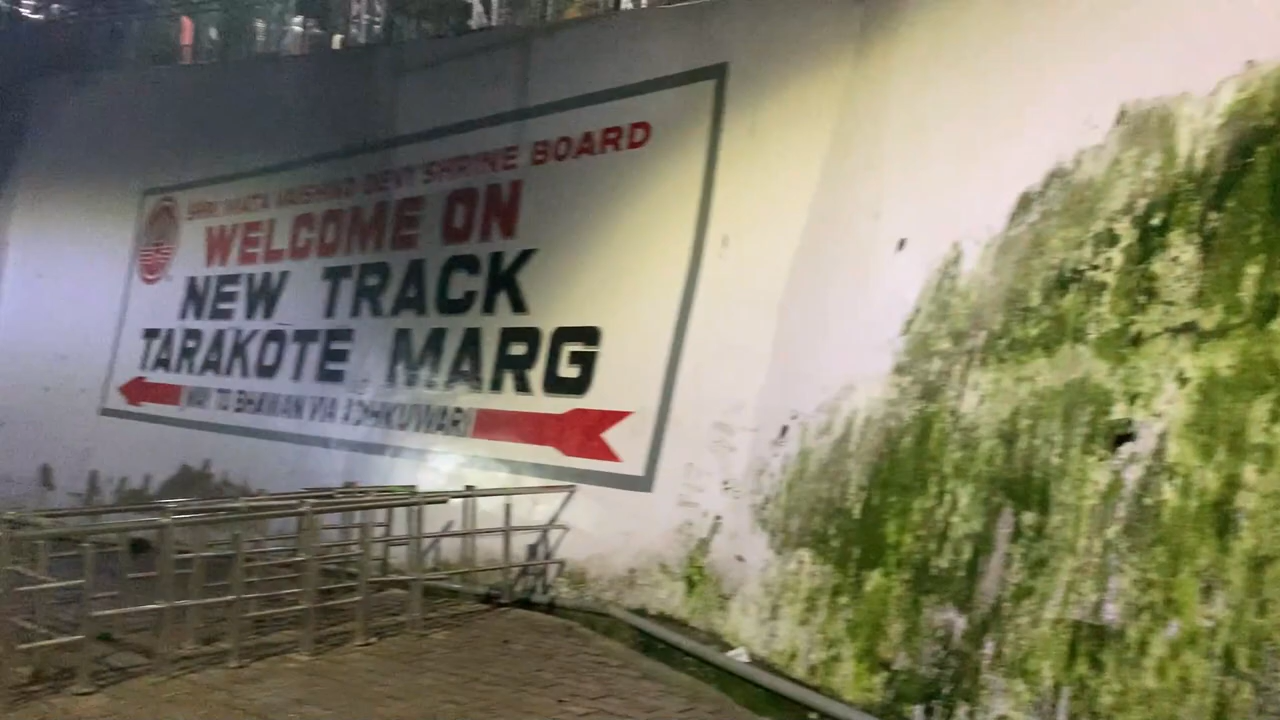 SHRI MATA VAISHNO DEVI SHRINE BOARD
WELCOME ON
NEW TRACK
TARAKOTE MARG
WAY TO BHAWAN VIA ADHKUWARI